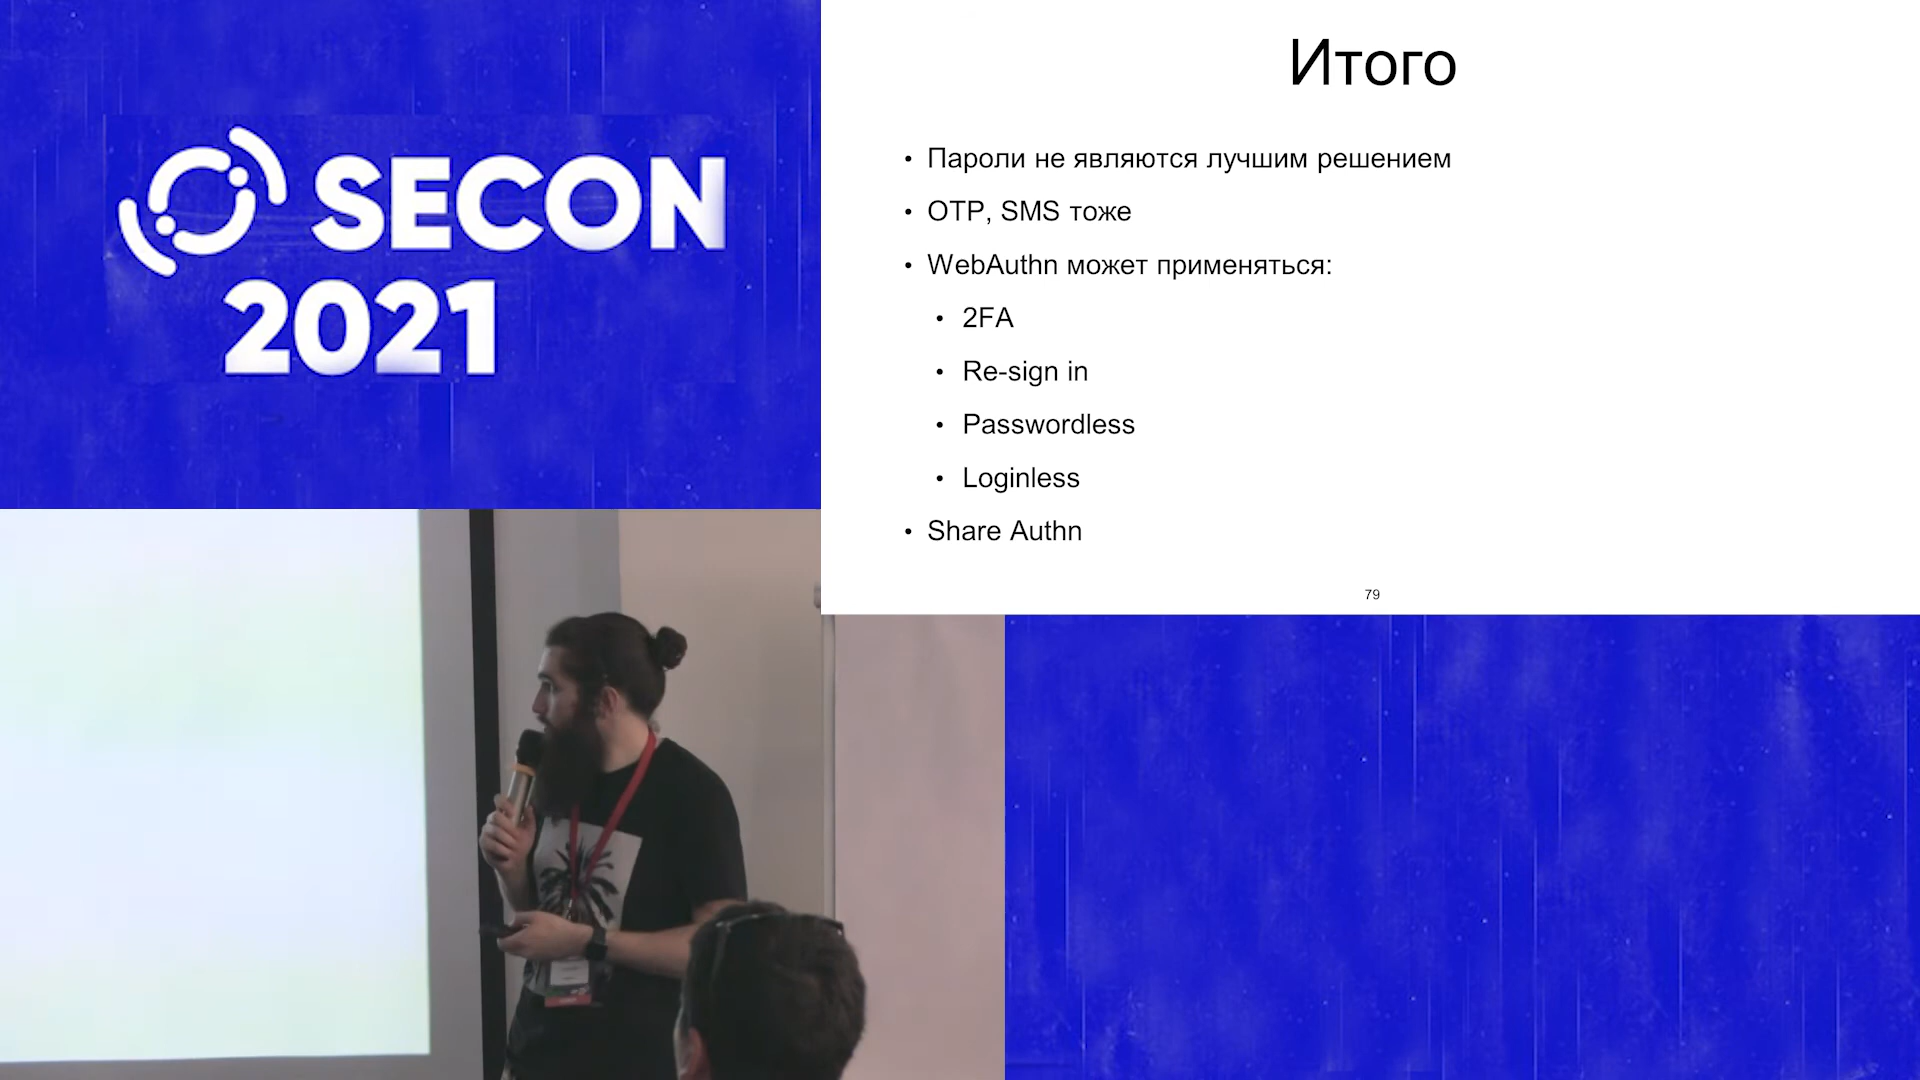 SECON
2021
Итого
• Пароли не являются лучшим решением
• OTP, SMS тоже
• WebAuthn может применяться:
• 2FA
• Re-sign in
• Passwordless
• Loginless
• Share Authn
79